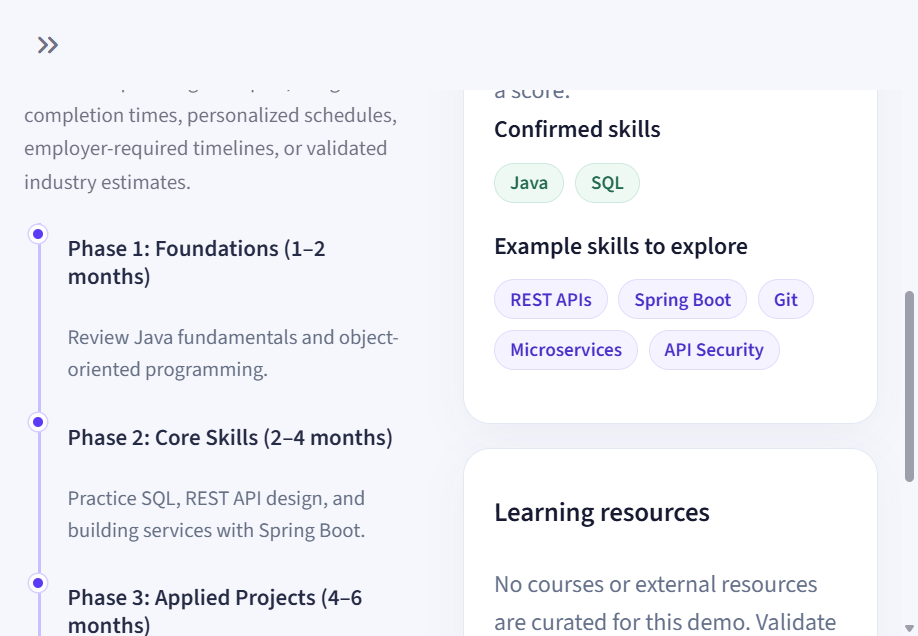 completion times, personalized schedules,
employer-required timelines, or validated
industry estimates.
Phase 1: Foundations (1–2
months)
Review Java fundamentals and object-
oriented programming.
Phase 2: Core Skills (2–4 months)
Practice SQL, REST API design, and
building services with Spring Boot.
Phase 3: Applied Projects (4–6
months)
a score.
Confirmed skills
Java
SQL
Example skills to explore
REST APIs
Spring Boot
Git
Microservices
API Security
Learning resources
No courses or external resources
are curated for this demo. Validate